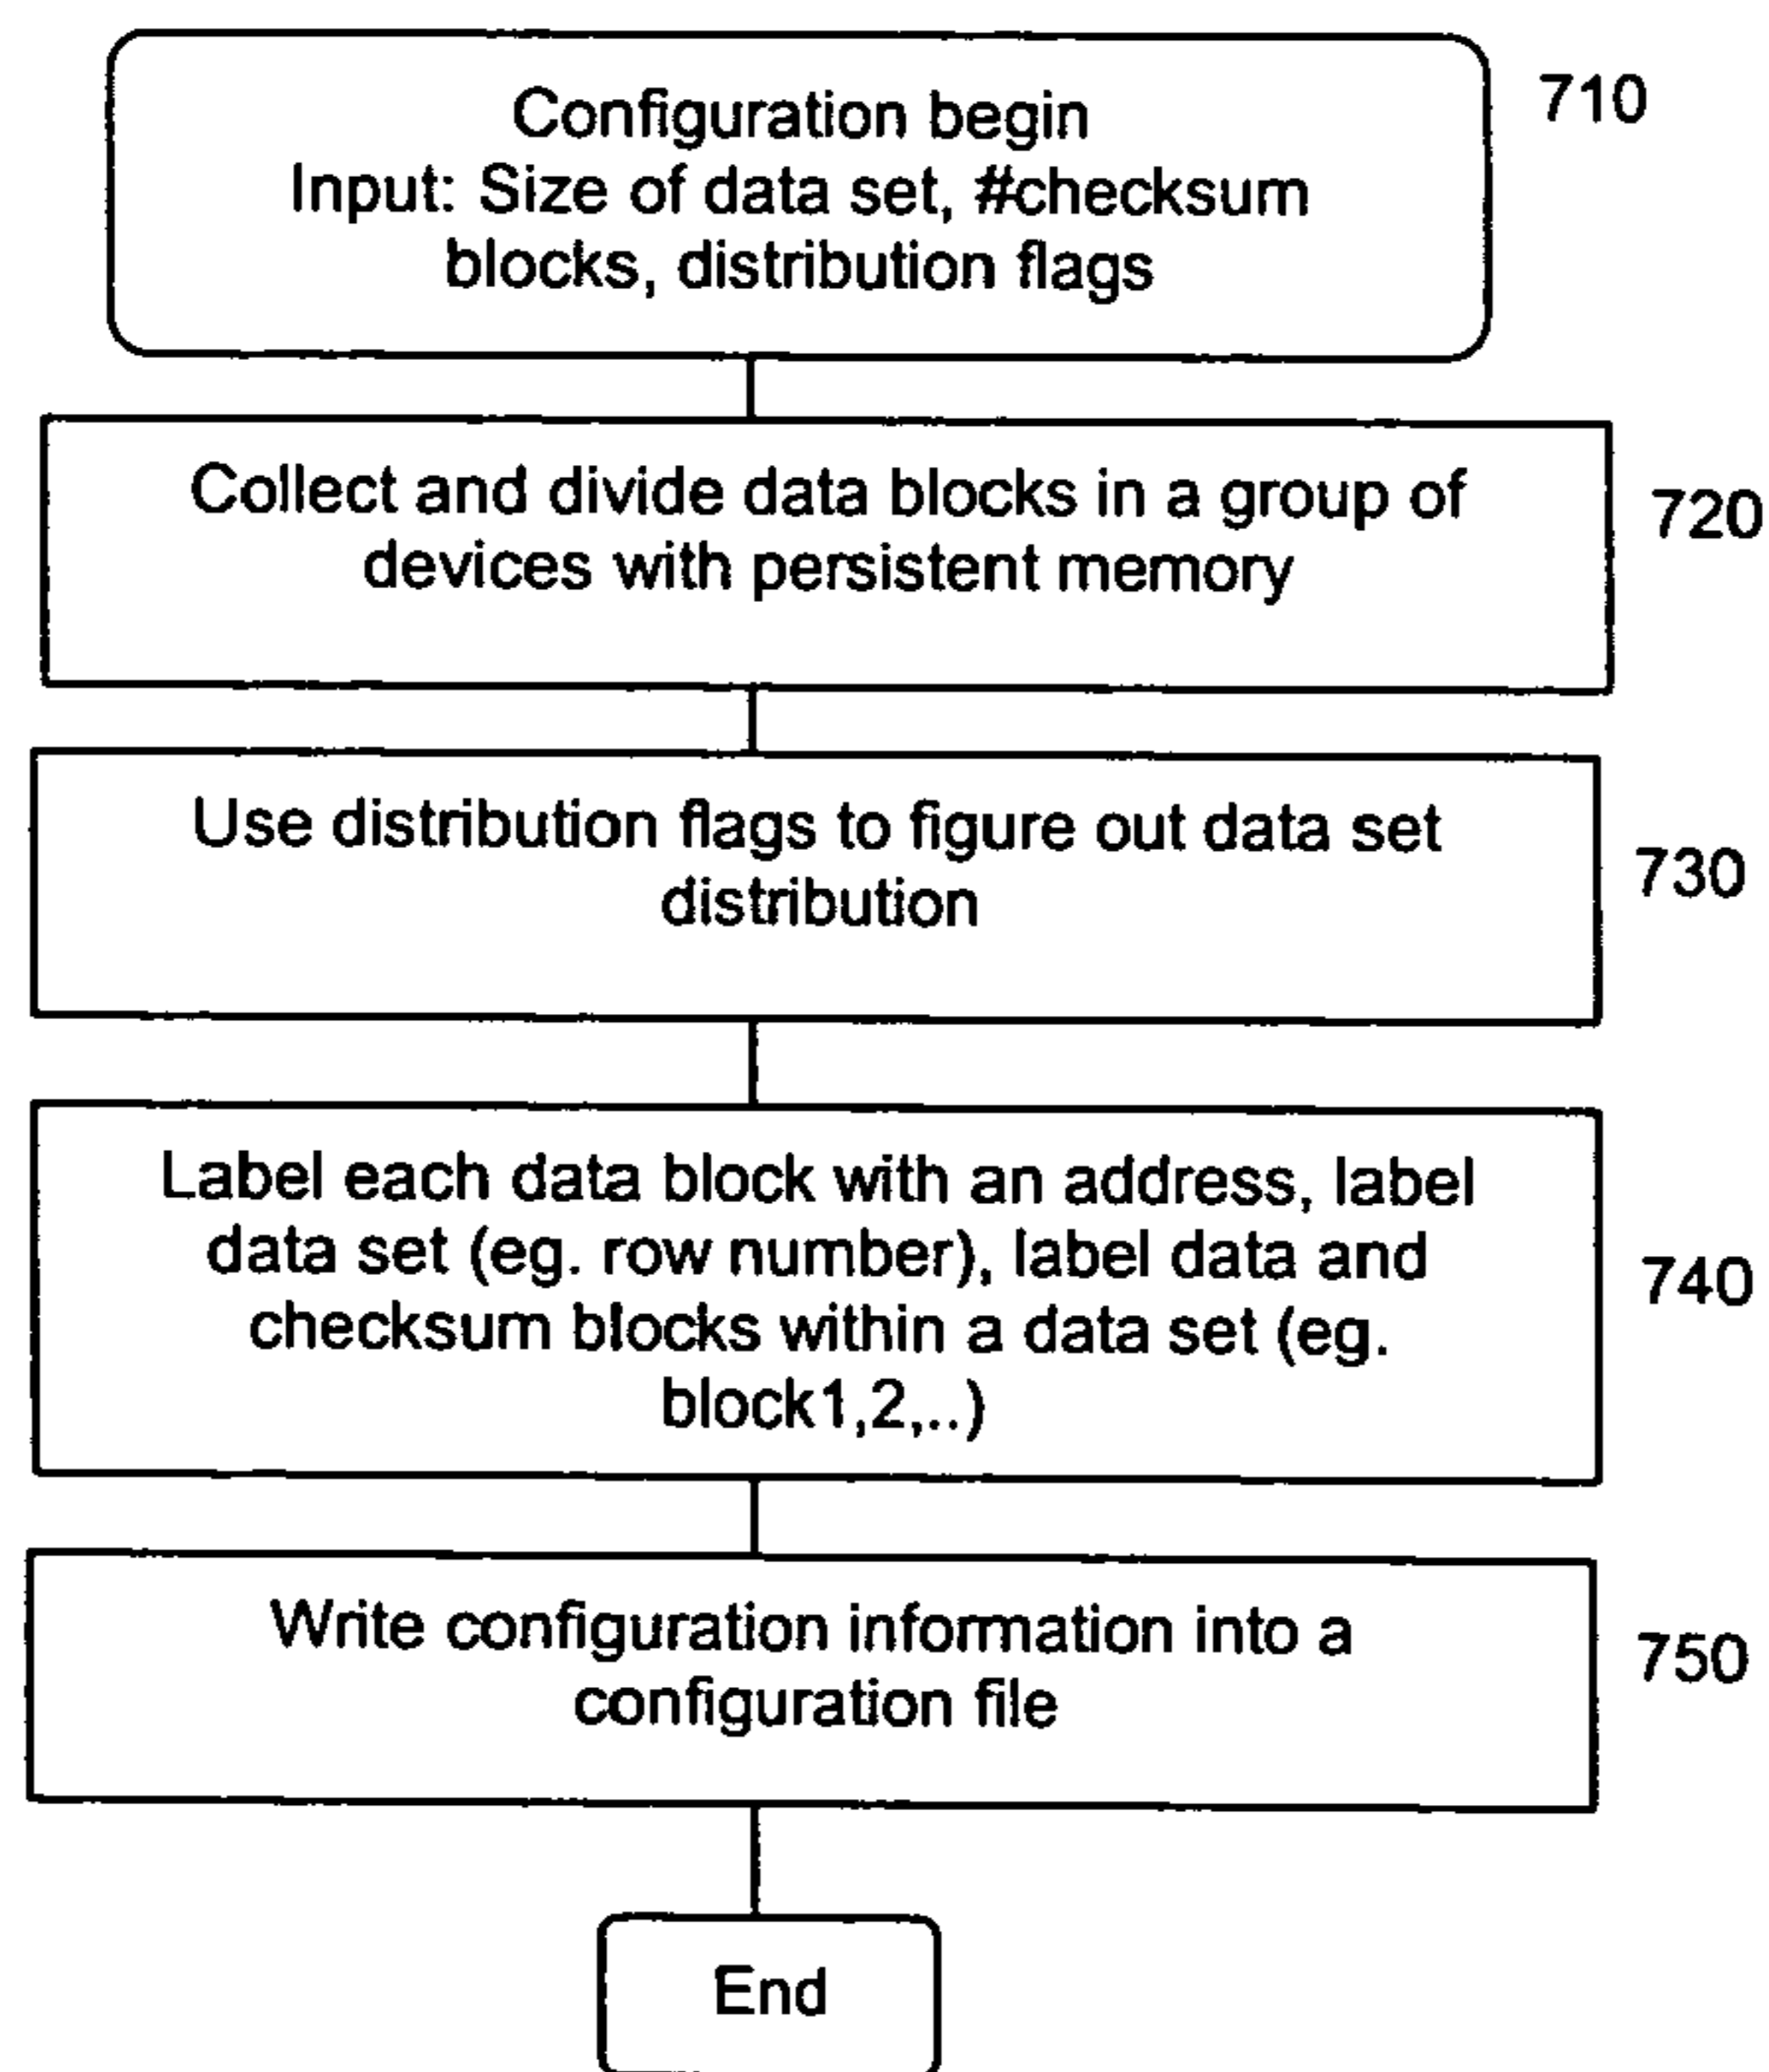 Configuration begin
710
Input: Size of data set, #checksum
blocks, distribution flags
Collect and divide data blocks in a group of
720
devices with persistent memory
Use distribution flags to figure out data set
730
distribution
Label each data block with an address, label
data set (eg. row number), label data and
740
checksum blocks within a data set (eg.
block1,2,..)
Write configuration information into a
750
configuration file
End